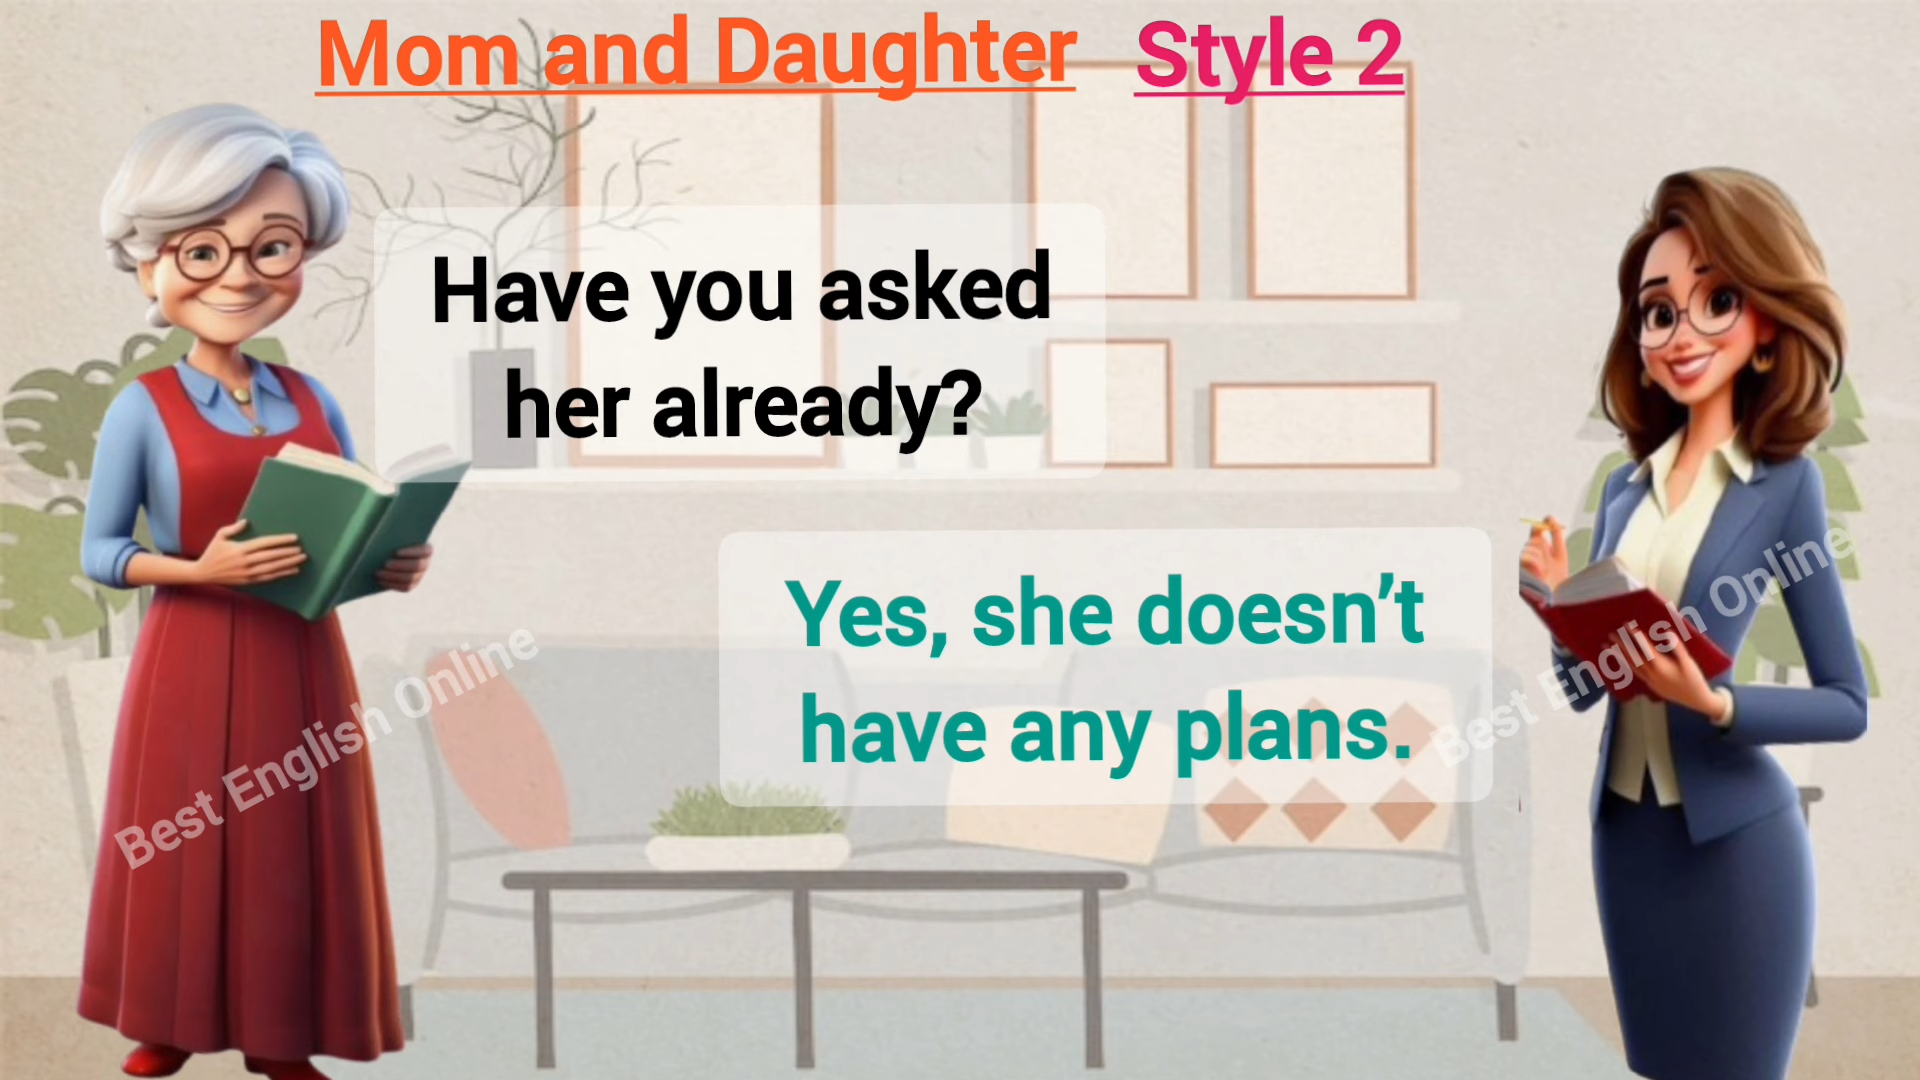 Mom and Daughter Style 2
Have you asked
her already?
Yes, she doesn’t
have any plans.
Best English Online
Best English Online